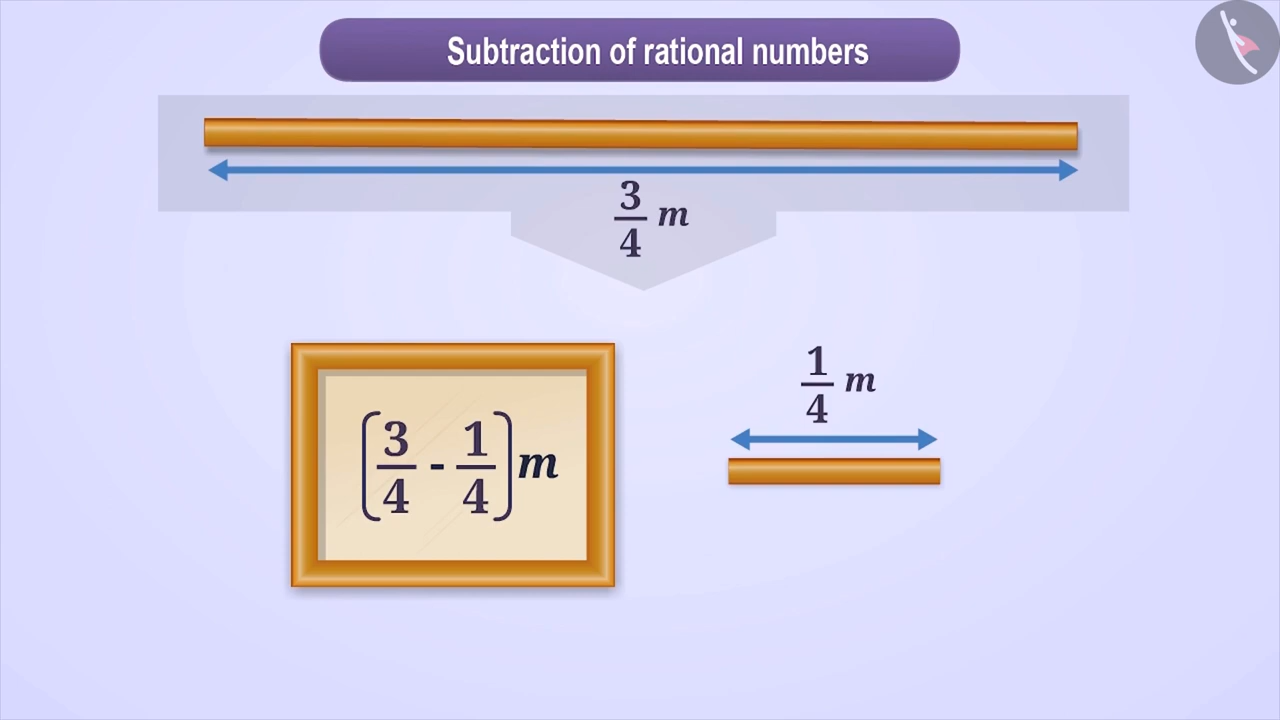 Subtraction of rational numbers
3/4 m
1/4 m
(3/4 - 1/4) m